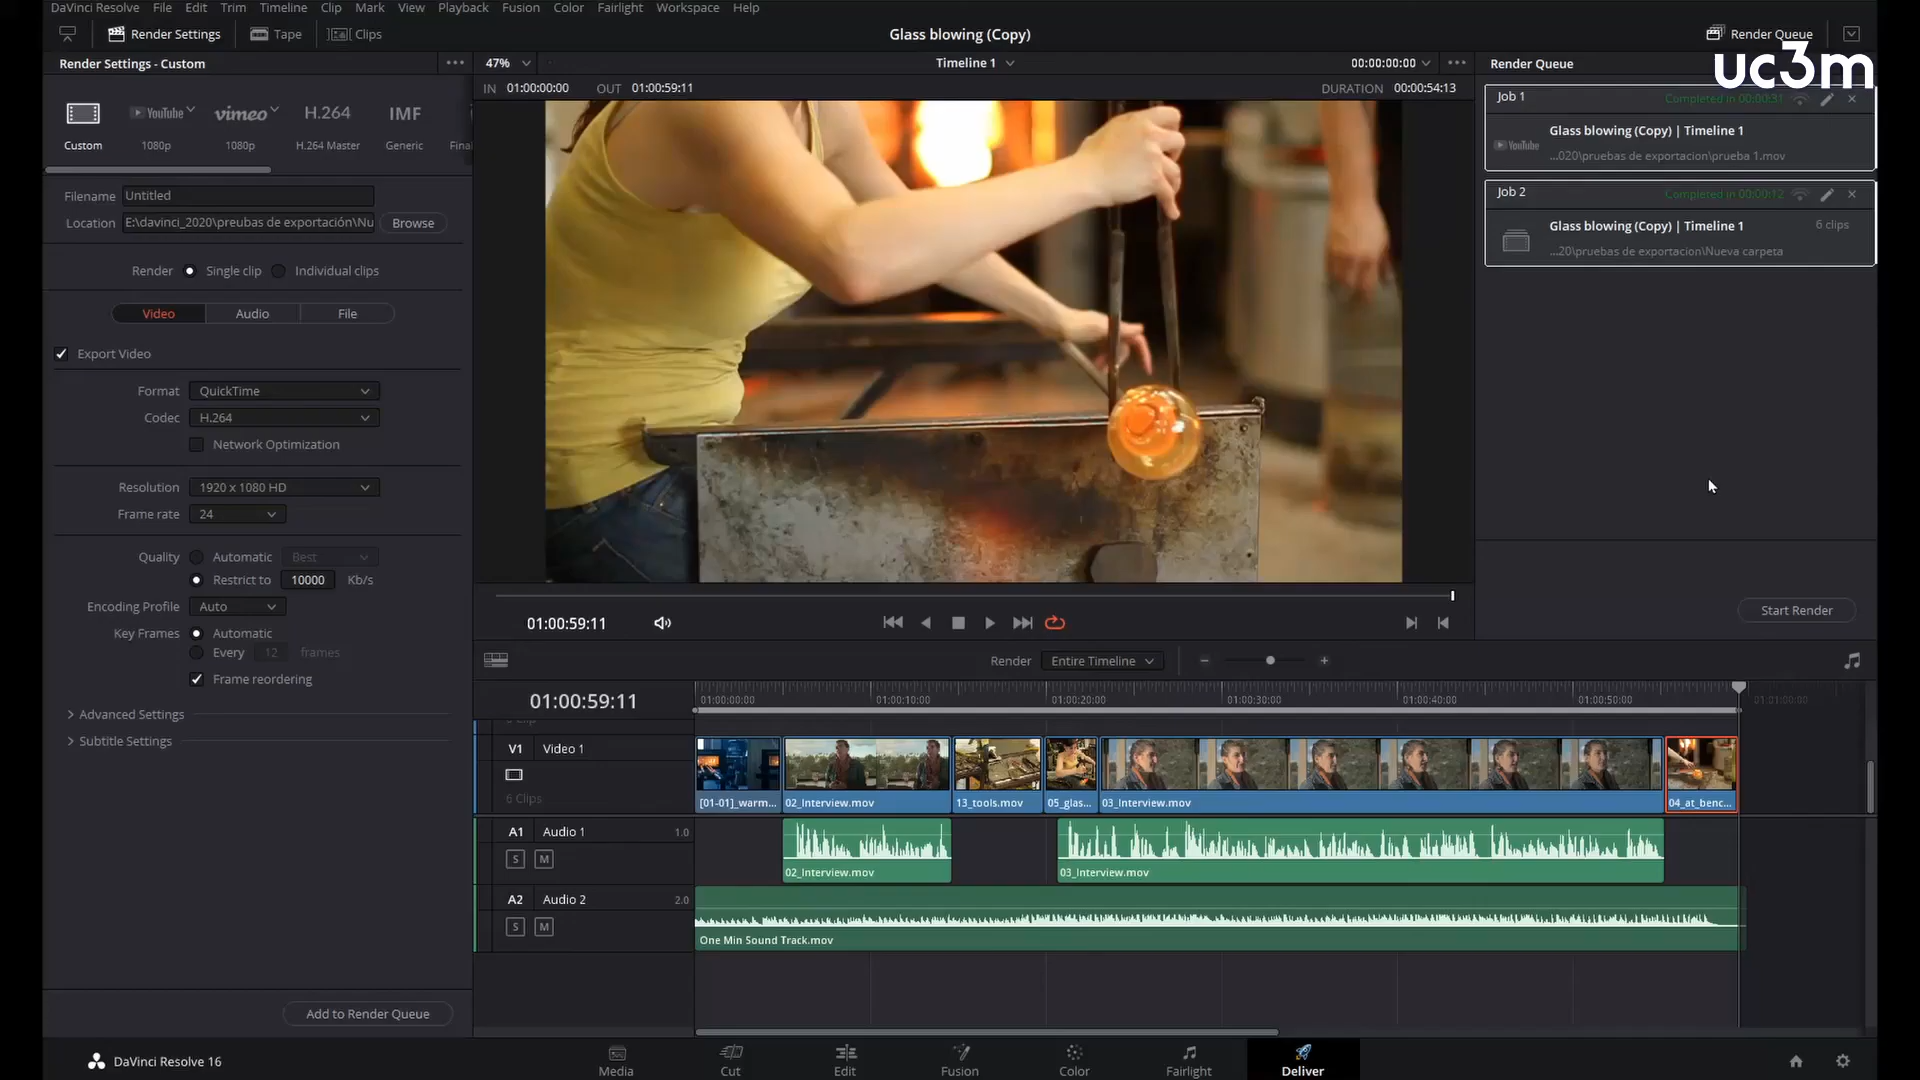 DaVinci Resolve File Edit Trim Timeline Clip Mark View Playback Fusion Color Fairlight Workspace Help
Render Settings Tape Clips Glass blowing (Copy) Render Queue
uc3m
Render Settings - Custom ••• 47% Timeline 1 00:00:00:00 ••• Render Queue
IN 01:00:00:00 OUT 01:00:59:11 DURATION 00:00:54:13
Job 1 Completed in 00:00:31
YouTube vimeo H.264 IMF
Custom 1080p 1080p H.264 Master Generic Final
Glass blowing (Copy) | Timeline 1
YouTube ...020\pruebas de exportacion\prueba 1.mov
Job 2 Completed in 00:00:12
Glass blowing (Copy) | Timeline 1 6 clips
...20\pruebas de exportacion\Nueva carpeta
Filename Untitled
Location E:\davinci_2020\preubas de exportación\Nu Browse
Render Single clip Individual clips
Video Audio File
Export Video
Format QuickTime
Codec H.264
Network Optimization
Resolution 1920 x 1080 HD
Frame rate 24
Quality Automatic Best
Restrict to 10000 Kb/s
Encoding Profile Auto
Key Frames Automatic
Every 12 frames
Frame reordering
Advanced Settings
Subtitle Settings
Add to Render Queue
01:00:59:11
Start Render
Render Entire Timeline
01:00:59:11 01:00:00:00 01:00:10:00 01:00:20:00 01:00:30:00 01:00:40:00 01:00:50:00 01:01:00:00
V1 Video 1
6 Clips
[01-01]_warm... 02_Interview.mov 13_tools.mov 05_glas... 03_Interview.mov 04_at_benc...
A1 Audio 1 1.0
S M
02_Interview.mov 03_Interview.mov
A2 Audio 2 2.0
S M
One Min Sound Track.mov
DaVinci Resolve 16
Media Cut Edit Fusion Color Fairlight Deliver